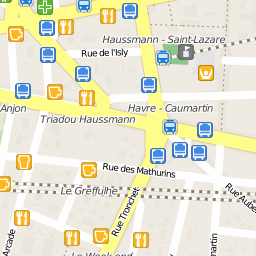 Haussmann - Saint-Lazare
Rue de l'Isly
Anjon
Havre - Caumartin
Triadou Haussmann
Rue des Mathurins
Le Greffulhe
Rue Tronchet
Rue Aube
Arcade
martin
Le Week-end